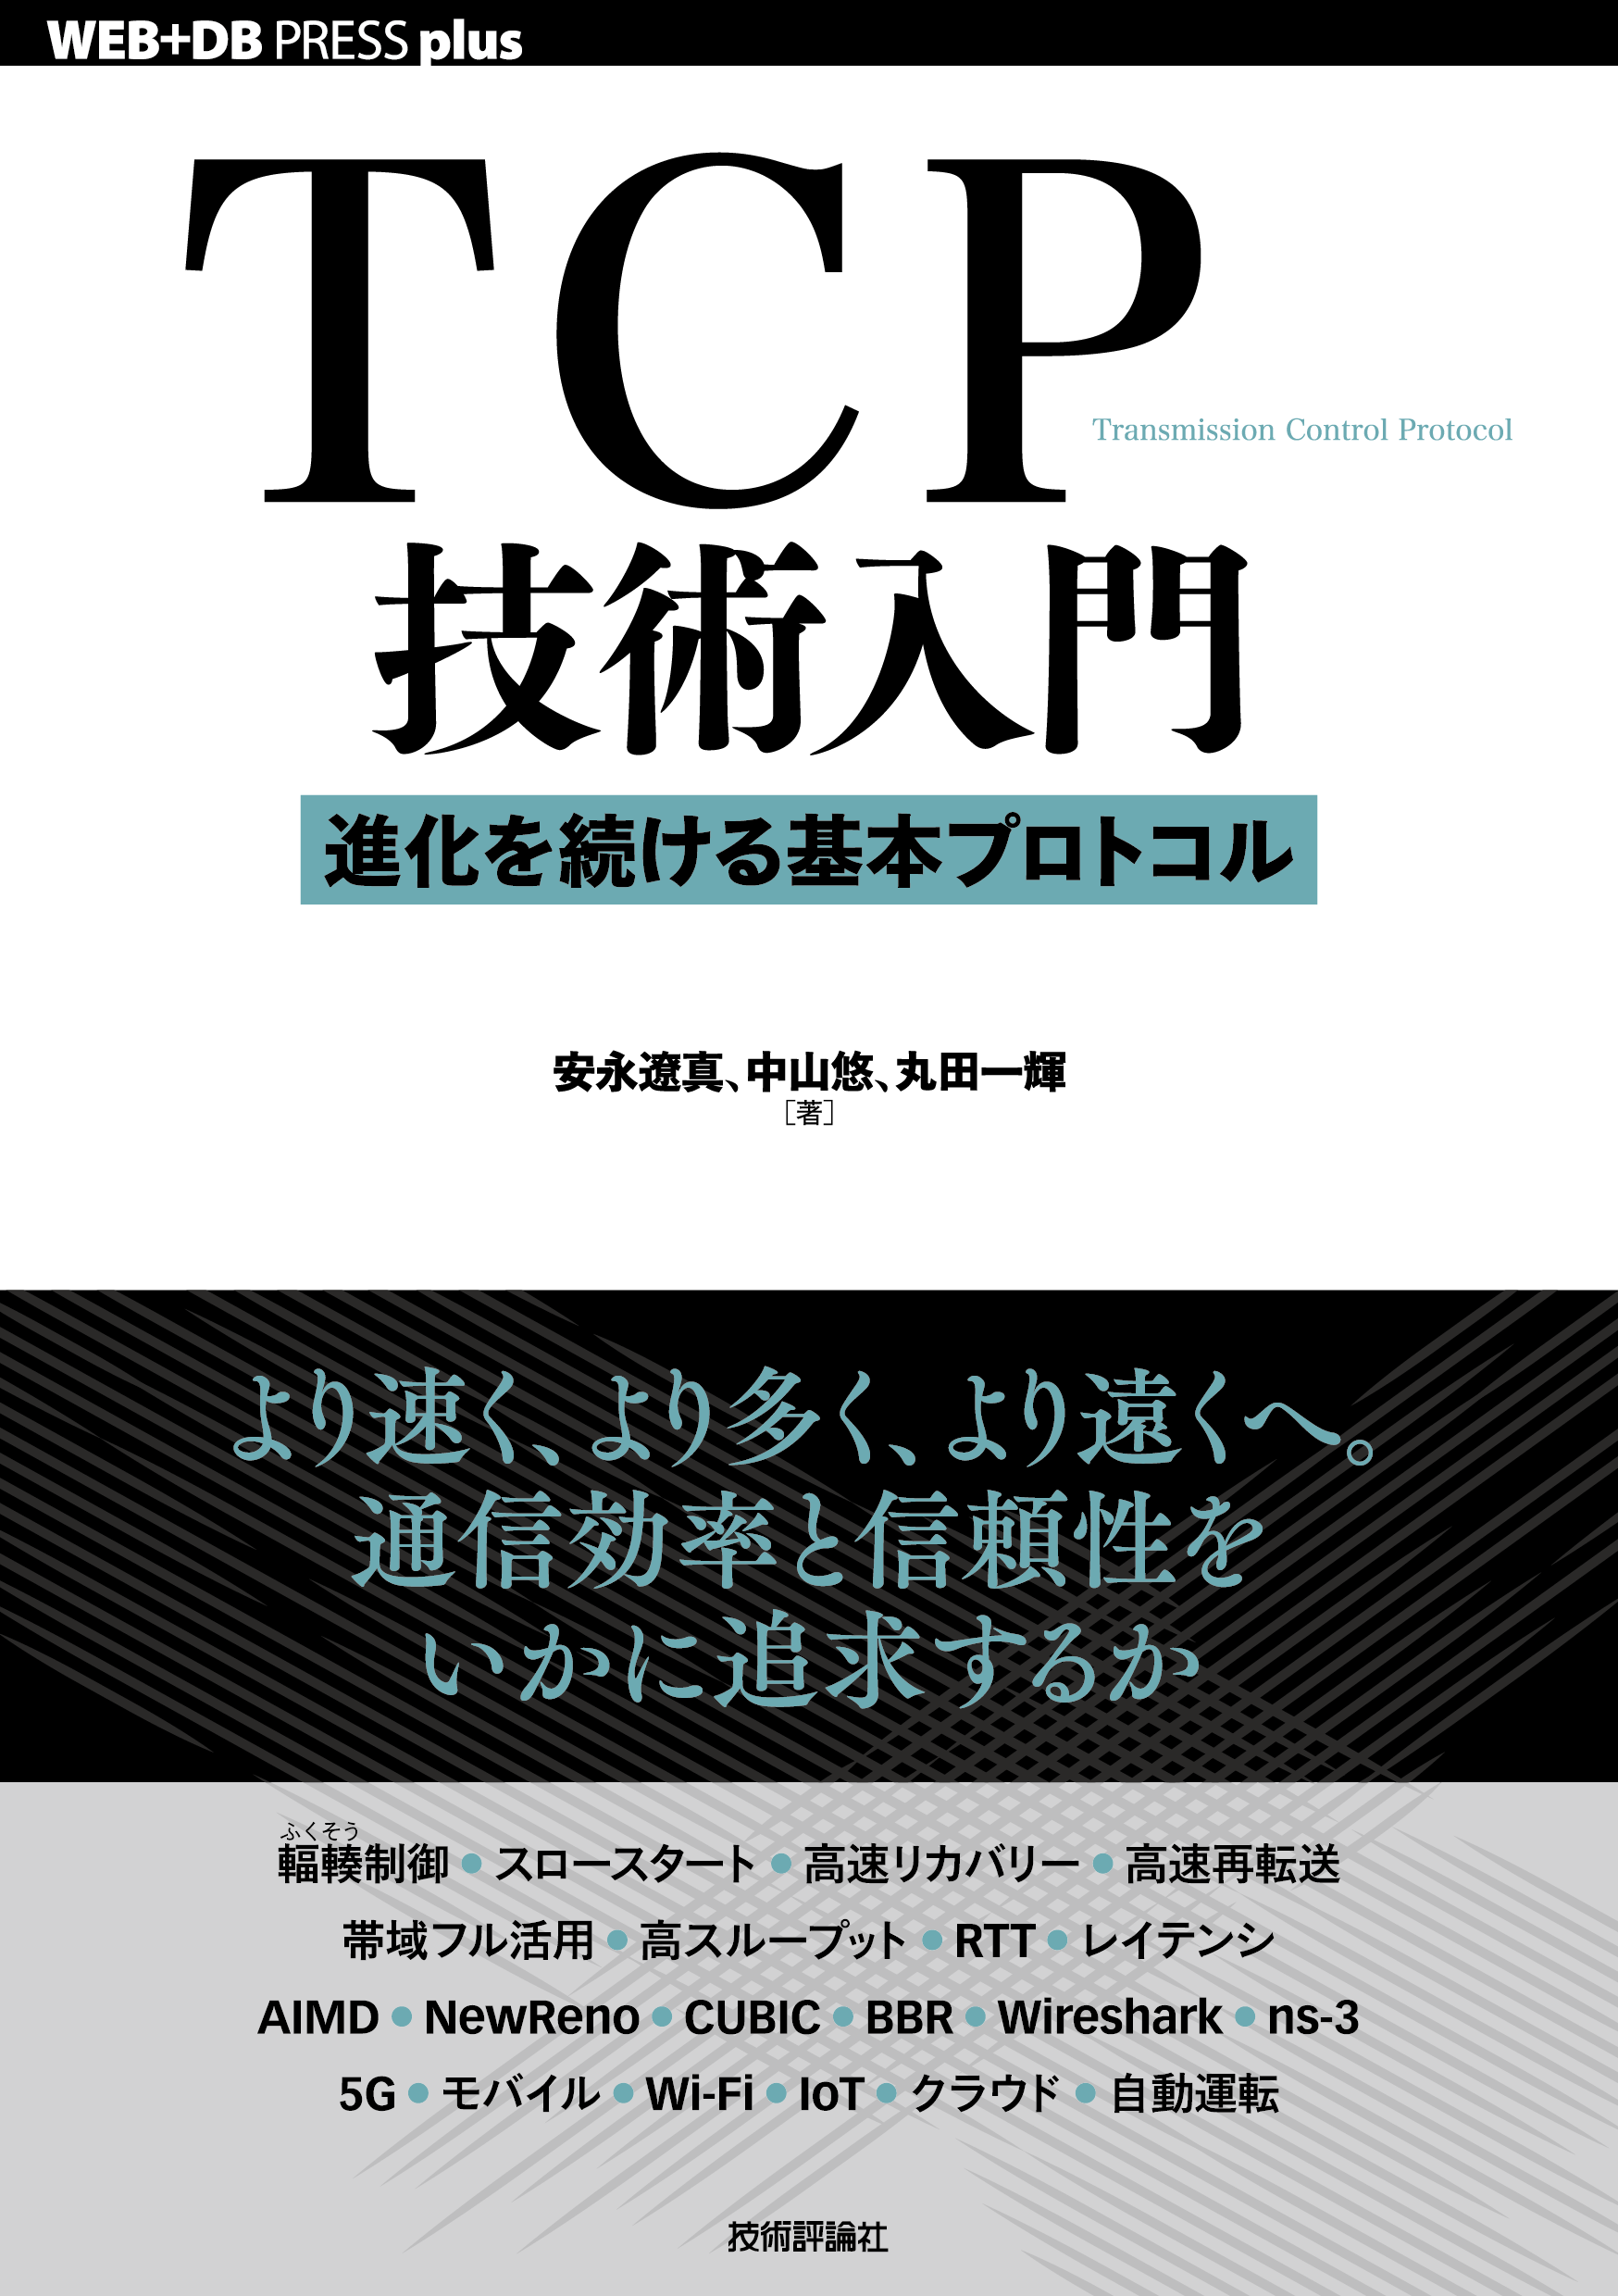 WEB+DB PRESS plus
TCP
Transmission Control Protocol
技術入門
進化を続ける基本プロトコル
安永遼真、中山悠、丸田一輝
［著］
より速く、より多く、より遠くへ。
通信効率と信頼性を
いかに追求するか
ふくそう
輻輳制御●スロースタート●高速リカバリー●高速再転送
帯域フル活用●高スループット●RTT●レイテンシ
AIMD●NewReno●CUBIC●BBR●Wireshark●ns-3
5G●モバイル●Wi-Fi●IoT●クラウド●自動運転
技術評論社